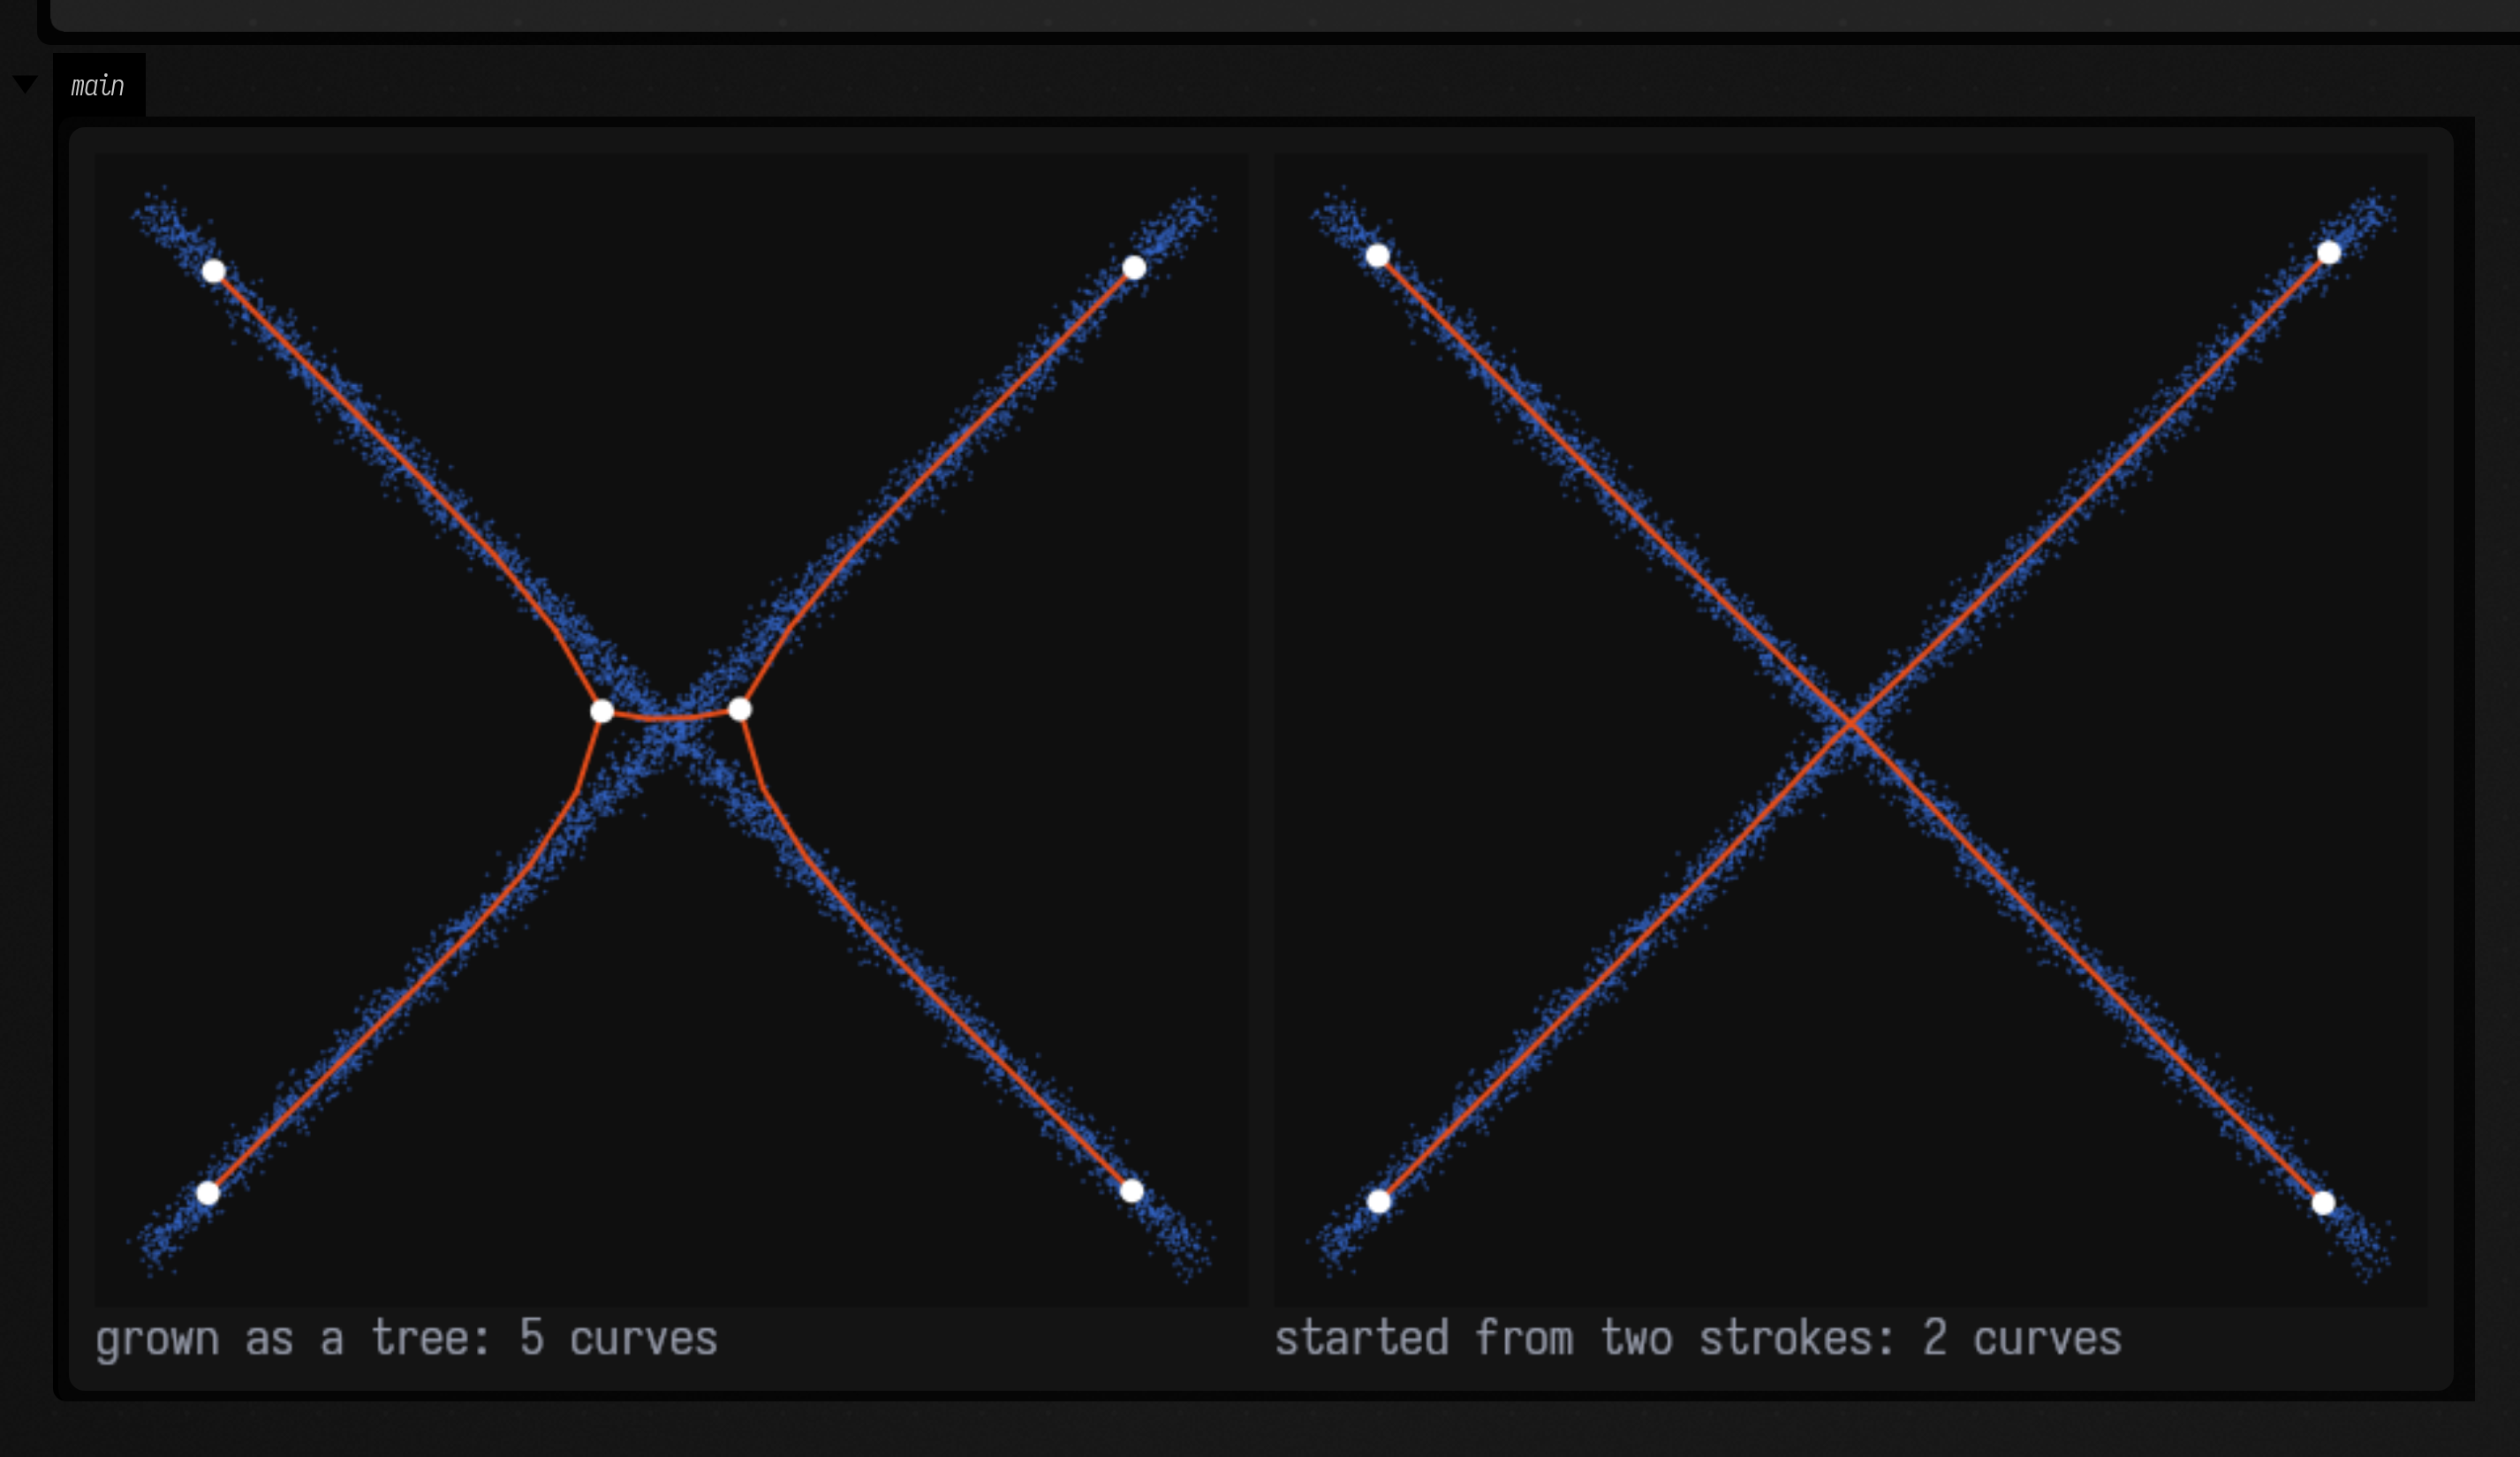 main
grown as a tree: 5 curves
started from two strokes: 2 curves